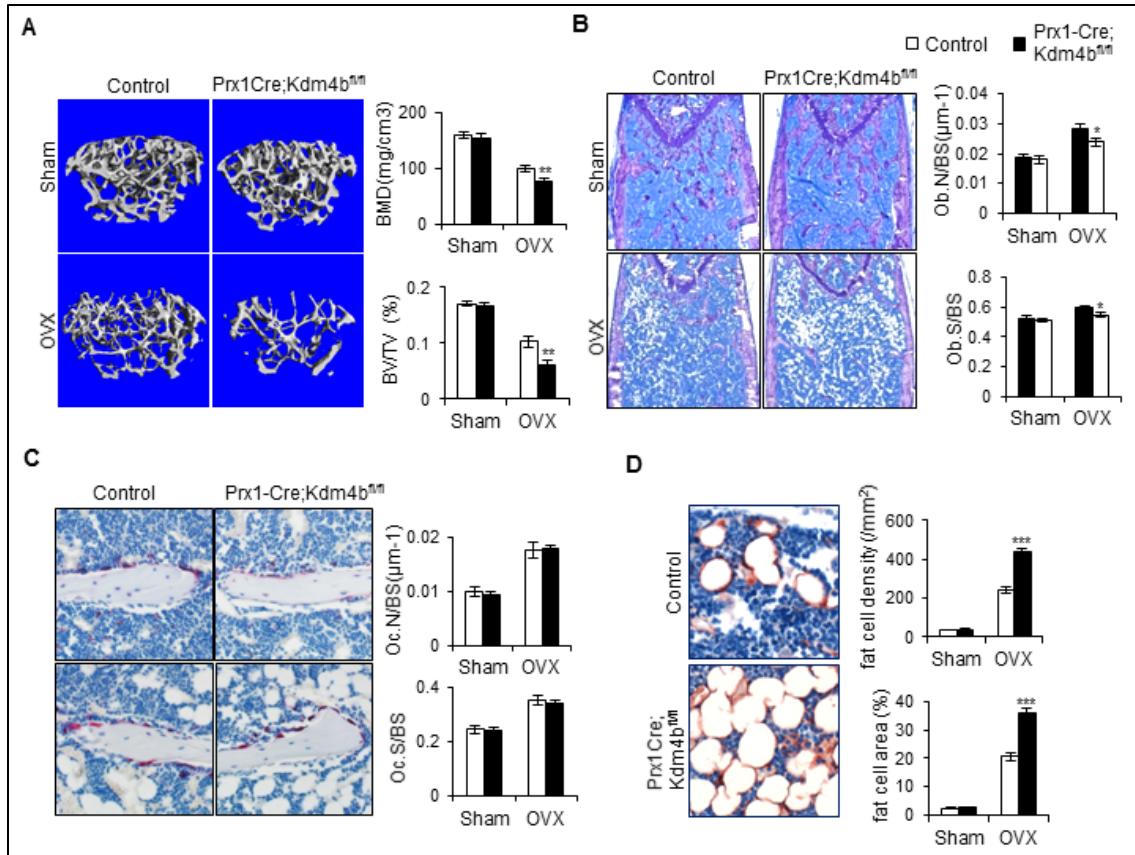 A
Control
Prx1Cre;Kdm4b^fl/fl
Sham
OVX
BMD(mg/cm3)
200
100
0
Sham OVX
**
BV/TV (%)
0.2
0.1
0
Sham OVX
**
B
Control
Prx1-Cre;
Kdm4b^fl/fl
Control
Prx1Cre;Kdm4b^fl/fl
Sham
OVX
Ob.N/BS(µm-1)
0.04
0.03
0.02
0.01
0
Sham OVX
*
Ob.S/BS
0.8
0.6
0.4
0.2
0
Sham OVX
*
C
Control
Prx1-Cre;Kdm4b^fl/fl
Oc.N/BS(µm-1)
0.02
0.01
0
Sham OVX
Oc.S/BS
0.4
0.2
0
Sham OVX
D
Control
Prx1Cre;
Kdm4b^fl/fl
fat cell density (/mm²)
600
400
200
0
Sham OVX
***
fat cell area (%)
40
30
20
10
0
Sham OVX
***